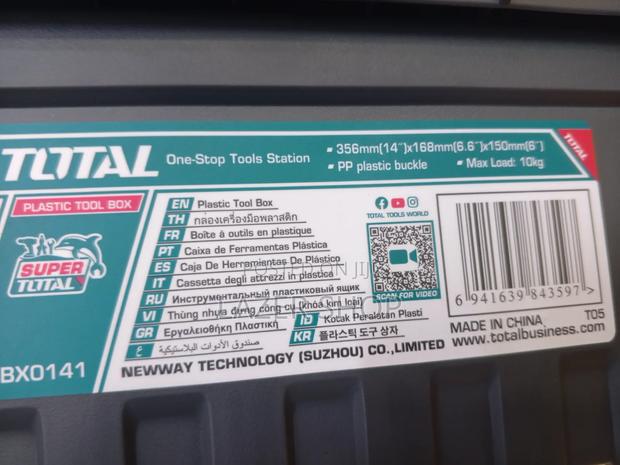 TOTAL
One-Stop Tools Station
• 356mm(14")x168mm(6.6")x150mm(6")
• PP plastic buckle • Max Load: 10kg
TOTAL
PLASTIC TOOL BOX
SUPER
TOTAL
BX0141
EN Plastic Tool Box
TH กล่องเครื่องมือพลาสติก
FR Boîte à outils en plastique
PT Caixa de Ferramentas Plástica
ES Caja De Herramientas De Plástico
IT Cassetta degli attrezzi in plastica
RU Инструментальный пластиковый ящик
VI Thùng nhựa đựng công cụ (khóa kim loại)
GR Εργαλειοθήκη Πλαστική
ID Kotak Peralatan Plasti
KR 플라스틱 도구 상자
صندوق الأدوات البلاستيكية
NEWWAY TECHNOLOGY (SUZHOU) CO.,LIMITED
TOTAL TOOLS WORLD
SCAN FOR VIDEO
6 941639 843597 >
MADE IN CHINA T05
www.totalbusiness.com
POSTED ON JIJI
LAZER SHOP